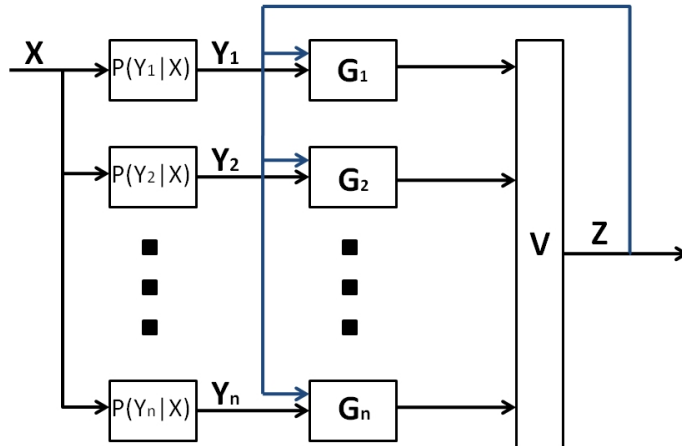 X P(Y₁|X) Y₁ G₁
P(Y₂|X) Y₂ G₂
V Z
P(Yₙ|X) Yₙ Gₙ